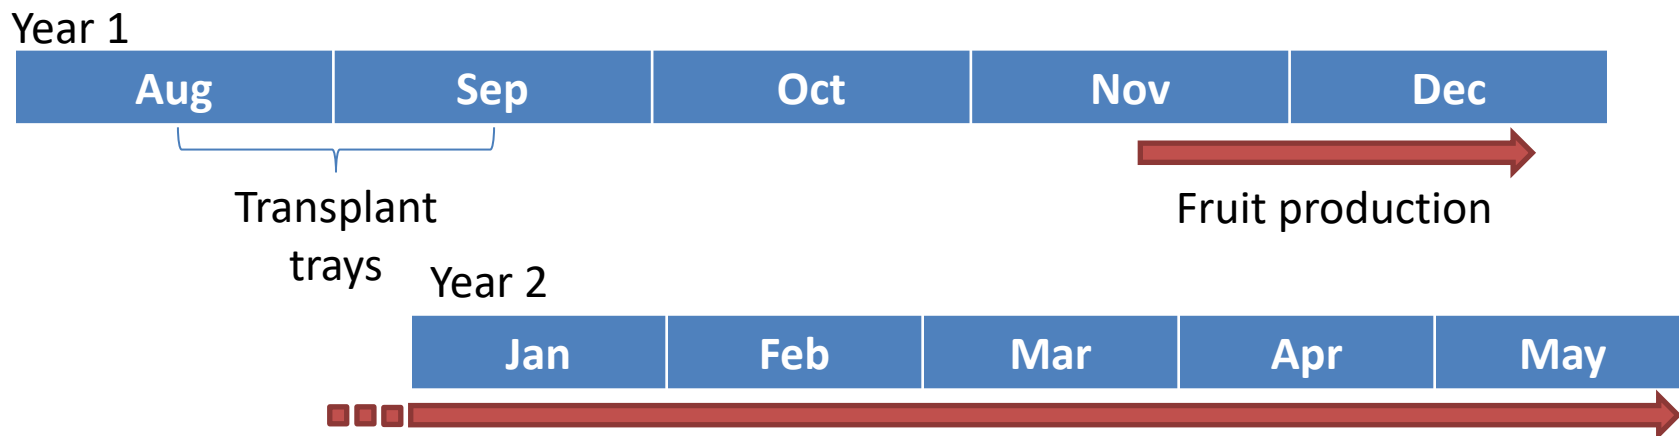 Year 1
Aug Sep Oct Nov Dec
Transplant
trays
Fruit production
Year 2
Jan Feb Mar Apr May